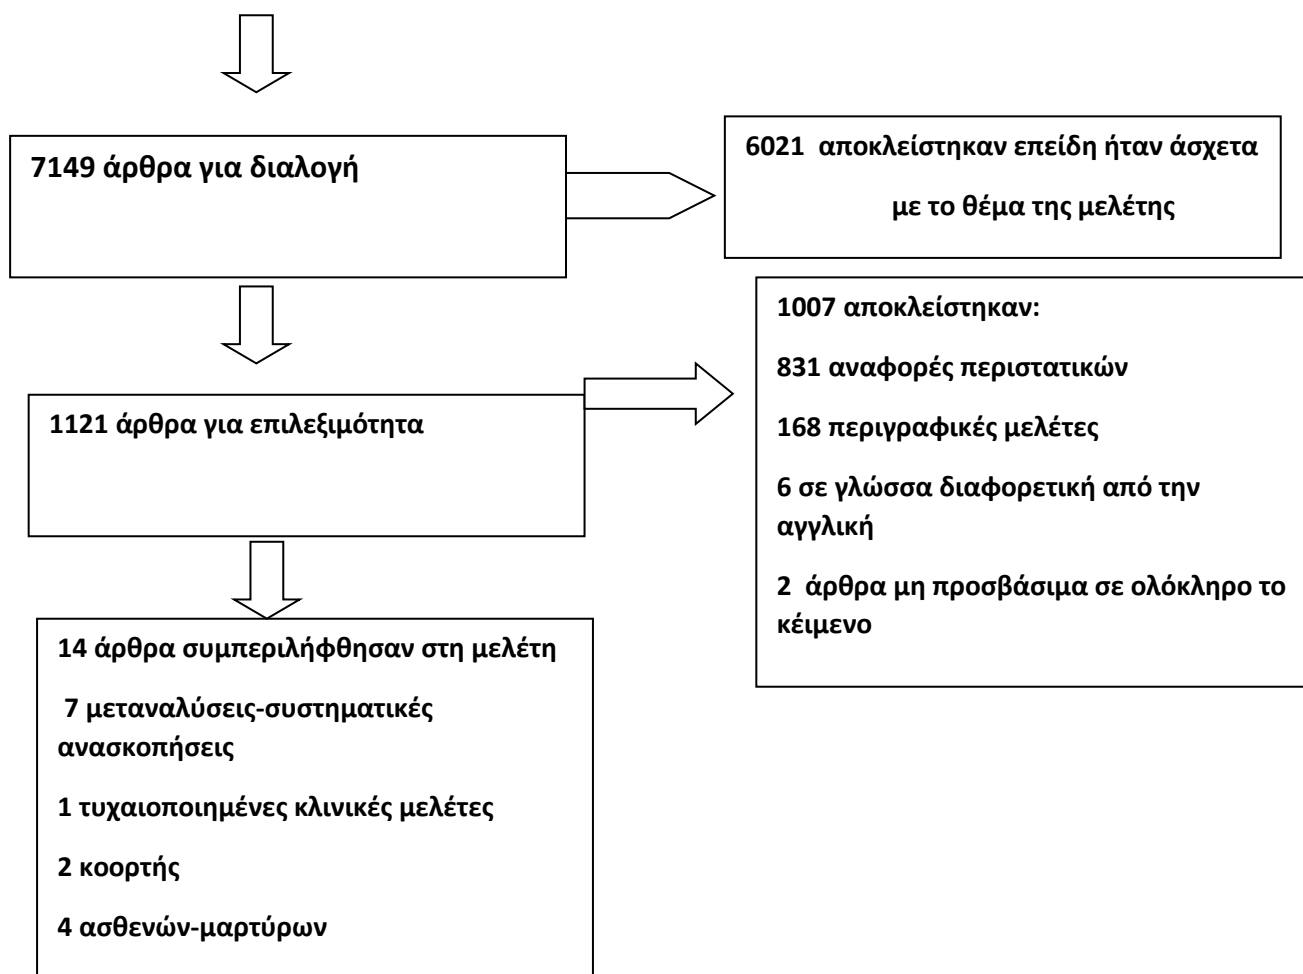 7149 άρθρα για διαλογή
6021 αποκλείστηκαν επείδη ήταν άσχετα
με το θέμα της μελέτης
1007 αποκλείστηκαν:
831 αναφορές περιστατικών
168 περιγραφικές μελέτες
6 σε γλώσσα διαφορετική από την
αγγλική
2 άρθρα μη προσβάσιμα σε ολόκληρο το
κέιμενο
1121 άρθρα για επιλεξιμότητα
14 άρθρα συμπεριλήφθησαν στη μελέτη
7 μεταναλύσεις-συστηματικές
ανασκοπήσεις
1 τυχαιοποιημένες κλινικές μελέτες
2 κοορτής
4 ασθενών-μαρτύρων